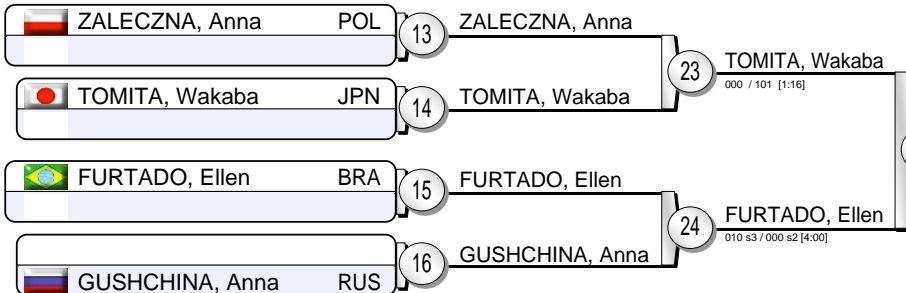 ZALECZNA, Anna POL
13
ZALECZNA, Anna
23
TOMITA, Wakaba
000 / 101 [1:16]
TOMITA, Wakaba JPN
14
TOMITA, Wakaba
FURTADO, Ellen BRA
15
FURTADO, Ellen
24
FURTADO, Ellen
010 s3 / 000 s2 [4:00]
16
GUSHCHINA, Anna
GUSHCHINA, Anna RUS